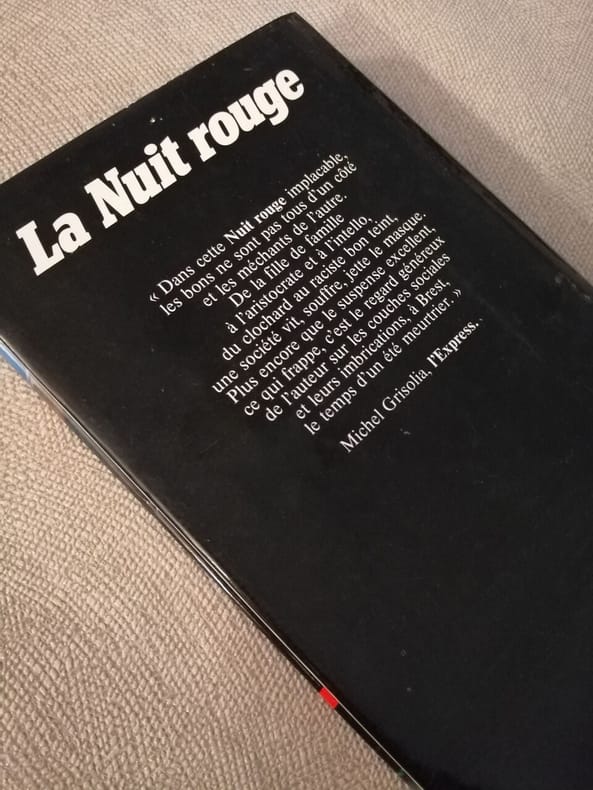 La Nuit rouge
« Dans cette Nuit rouge implacable,
les bons ne sont pas tous d'un côté
et les méchants de l'autre.
De la fille de famille
à l'aristocrate et à l'intello,
du clochard au raciste bon teint,
une société vit, souffre, jette le masque.
Plus encore que le suspense excellent,
ce qui frappe, c'est le regard généreux
de l'auteur sur les couches sociales
et leurs imbrications, à Brest,
le temps d'un été meurtrier. »
Michel Grisolia, l'Express.